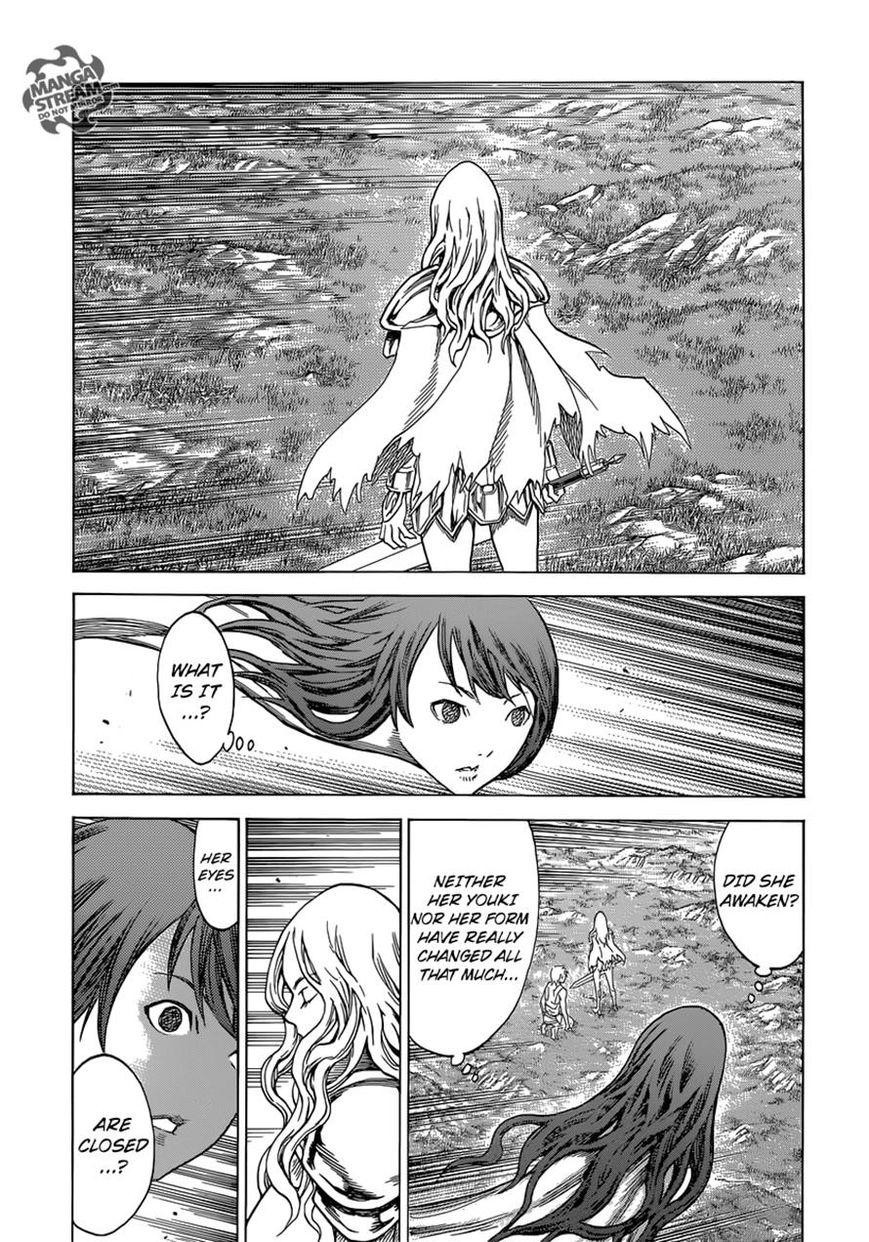 MANGA
STREAM
DO NOT MIRROR
WHAT
IS IT
...?
DID SHE
AWAKEN?
NEITHER
HER YOUKI
NOR HER FORM
HAVE REALLY
CHANGED ALL
THAT MUCH...
HER
EYES
...
ARE
CLOSED
...?